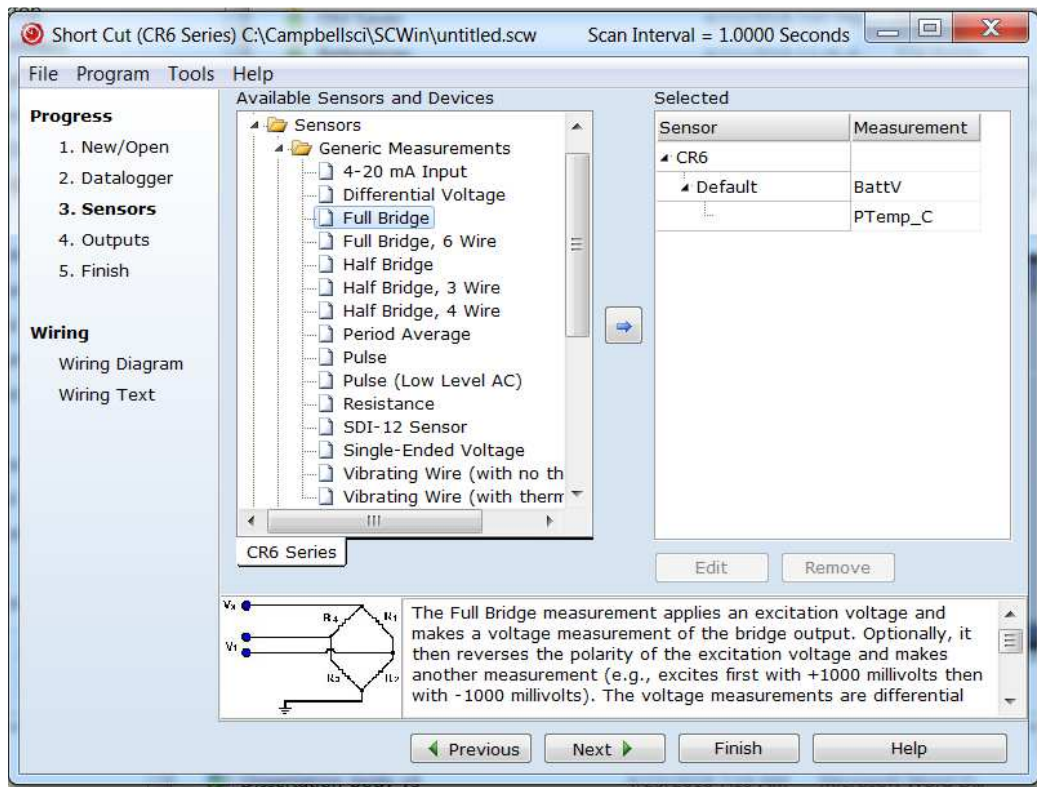 Short Cut (CR6 Series) C:\Campbellsci\SCWin\untitled.scw Scan Interval = 1.0000 Seconds
File Program Tools Help
Progress
1. New/Open
2. Datalogger
3. Sensors
4. Outputs
5. Finish
Wiring
Wiring Diagram
Wiring Text
Available Sensors and Devices
Sensors
Generic Measurements
4-20 mA Input
Differential Voltage
Full Bridge
Full Bridge, 6 Wire
Half Bridge
Half Bridge, 3 Wire
Half Bridge, 4 Wire
Period Average
Pulse
Pulse (Low Level AC)
Resistance
SDI-12 Sensor
Single-Ended Voltage
Vibrating Wire (with no th
Vibrating Wire (with therm
CR6 Series
Selected
Sensor Measurement
CR6
Default BattV
PTemp_C
Edit Remove
Vx
R4 R1
V1
R3 R2
The Full Bridge measurement applies an excitation voltage and
makes a voltage measurement of the bridge output. Optionally, it
then reverses the polarity of the excitation voltage and makes
another measurement (e.g., excites first with +1000 millivolts then
with -1000 millivolts). The voltage measurements are differential
Previous Next Finish Help